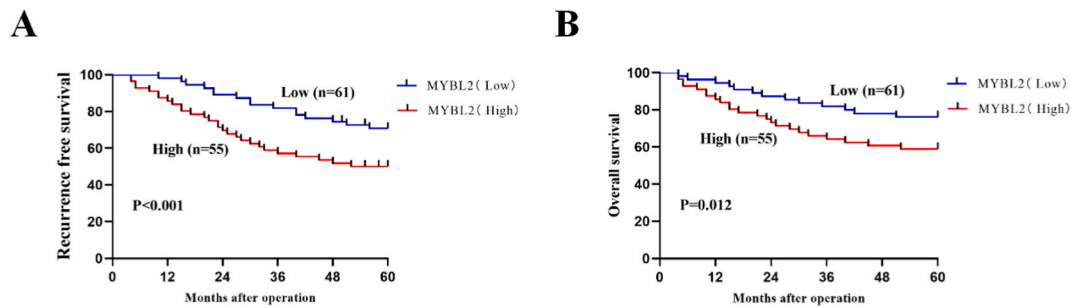 A
Recurrence free survival
100
80
60
40
20
0
0 12 24 36 48 60
Months after operation
Low (n=61)
High (n=55)
P<0.001
MYBL2( Low)
MYBL2( High)
B
Overall survival
100
80
60
40
20
0
0 12 24 36 48 60
Months after operation
Low (n=61)
High (n=55)
P=0.012
MYBL2( Low)
MYBL2( High)